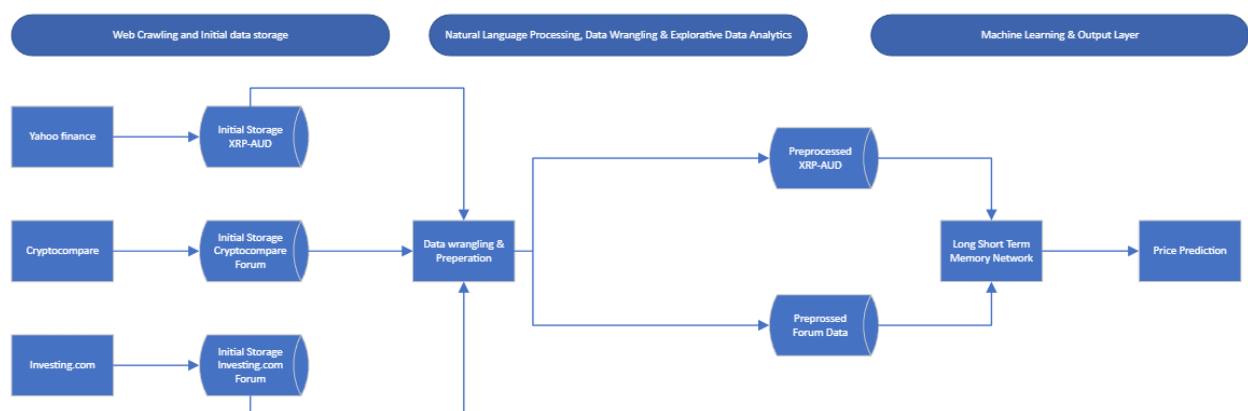 Web Crawling and Initial data storage
Natural Language Processing, Data Wrangling & Explorative Data Analytics
Machine Learning & Output Layer
Yahoo finance
Initial Storage
XRP-AUD
Preprocessed
XRP-AUD
Cryptocompare
Initial Storage
Cryptocompare
Forum
Data wrangling &
Preperation
Long Short Term
Memory Network
Price Prediction
Investing.com
Initial Storage
Investing.com
Forum
Preprossed
Forum Data